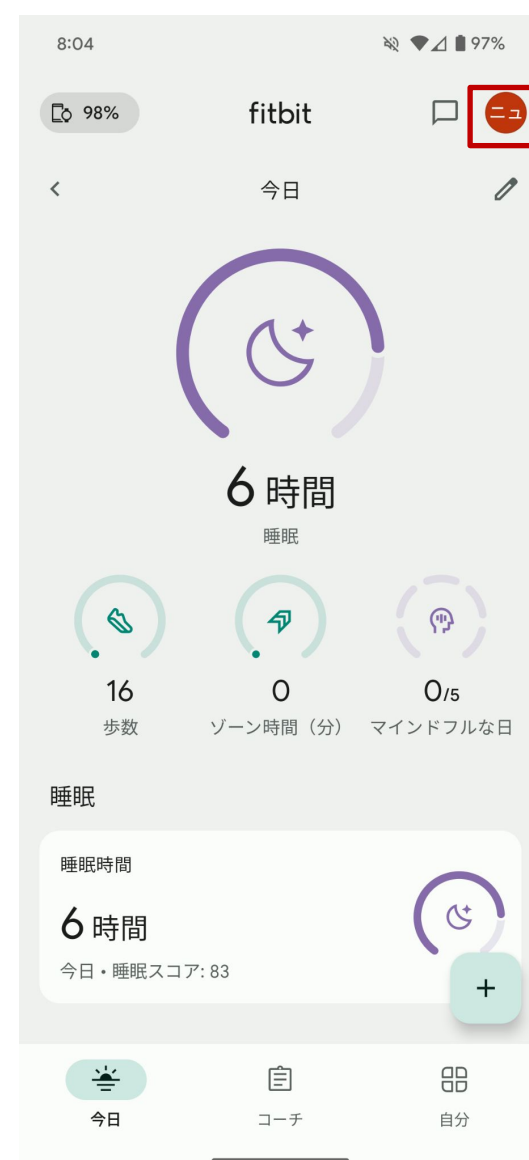 8:04 97%
98% fitbit ニュ
今日
6 時間
睡眠
16 0 0/5
歩数 ゾーン時間（分） マインドフルな日
睡眠
睡眠時間
6 時間
今日・睡眠スコア: 83
+
今日 コーチ 自分